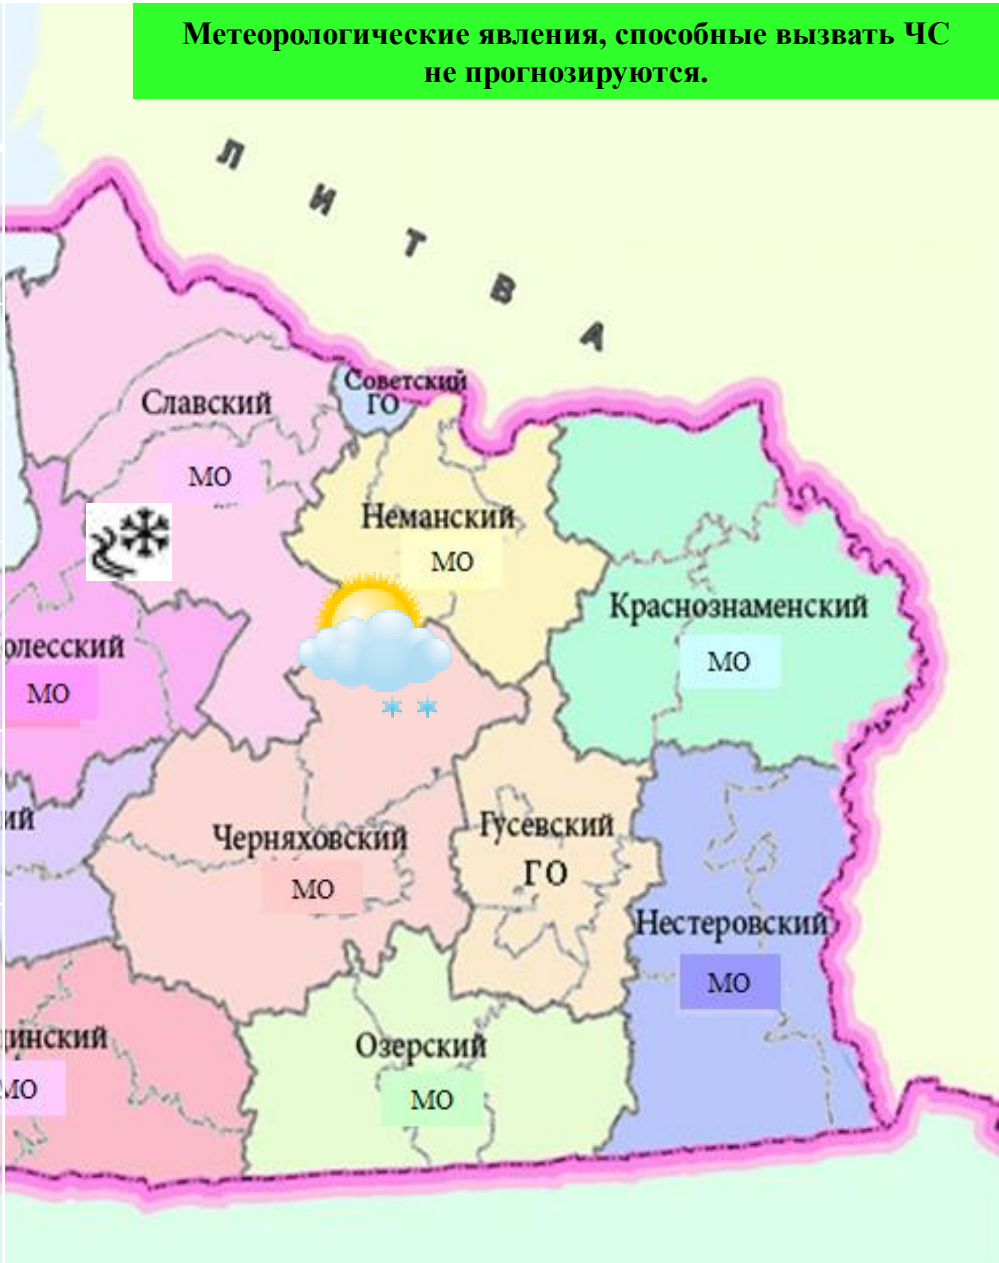 Метеорологические явления, способные вызвать ЧС
не прогнозируются.
ЛИТВА
Советский
ГО
Славский
МО
Неманский
МО
Краснознаменский
МО
олесский
МО
ий
Черняховский
МО
Гусевский
ГО
Нестеровский
МО
инский
МО
Озерский
МО